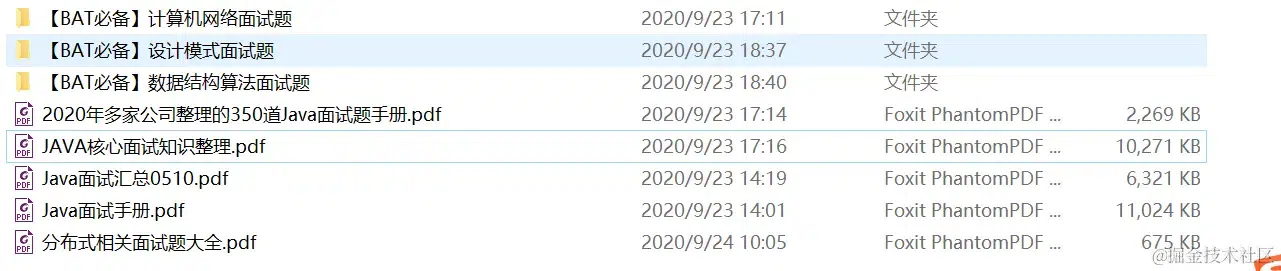 【BAT必备】计算机网络面试题 2020/9/23 17:11 文件夹
【BAT必备】设计模式面试题 2020/9/23 18:37 文件夹
【BAT必备】数据结构算法面试题 2020/9/23 18:40 文件夹
2020年多家公司整理的350道Java面试题手册.pdf 2020/9/23 17:14 Foxit PhantomPDF ... 2,269 KB
JAVA核心面试知识整理.pdf 2020/9/23 17:16 Foxit PhantomPDF ... 10,271 KB
Java面试汇总0510.pdf 2020/9/23 14:19 Foxit PhantomPDF ... 6,321 KB
Java面试手册.pdf 2020/9/23 14:01 Foxit PhantomPDF ... 11,024 KB
分布式相关面试题大全.pdf 2020/9/24 10:05 Foxit PhantomPDF ... 675 KB
@掘金技术社区